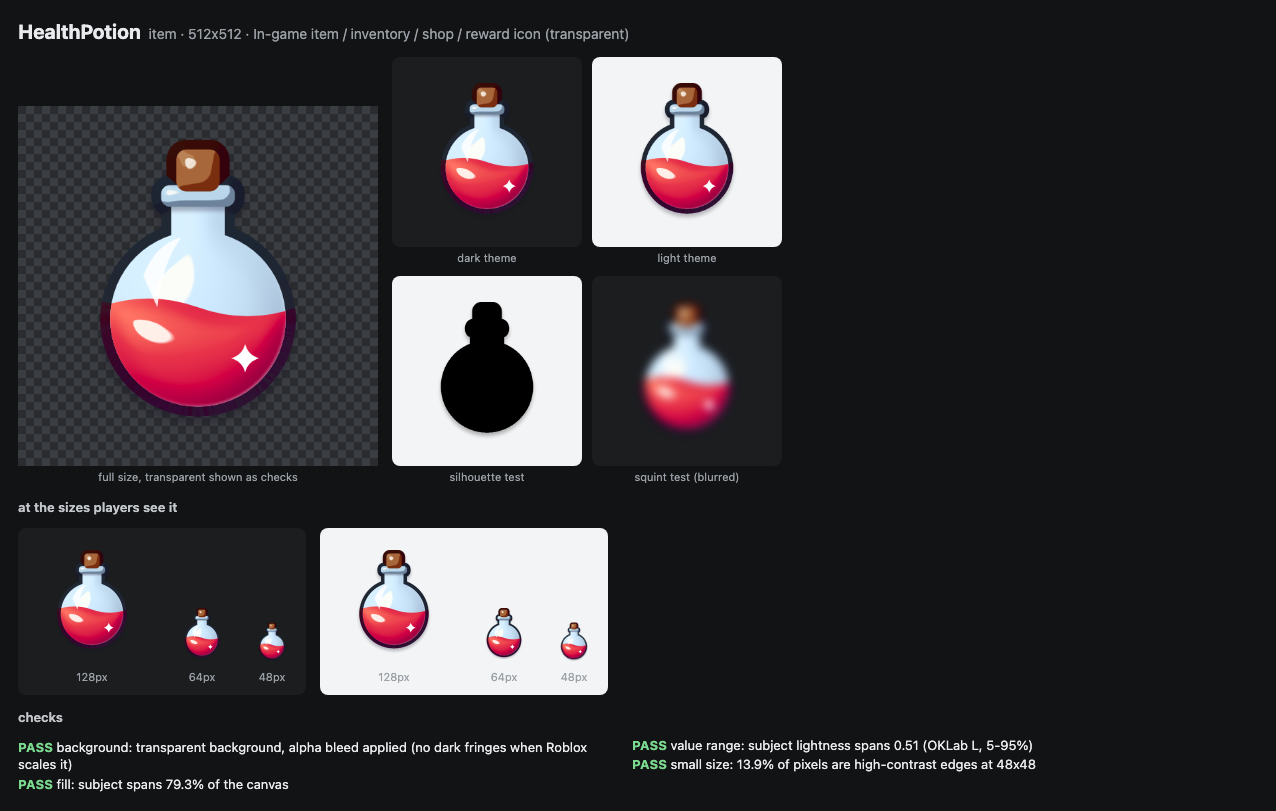 HealthPotion item · 512x512 · In-game item / inventory / shop / reward icon (transparent)
dark theme
light theme
full size, transparent shown as checks
silhouette test
squint test (blurred)
at the sizes players see it
128px
64px
48px
128px
64px
48px
checks
PASS background: transparent background, alpha bleed applied (no dark fringes when Roblox
scales it)
PASS fill: subject spans 79.3% of the canvas
PASS value range: subject lightness spans 0.51 (OKLab L, 5-95%)
PASS small size: 13.9% of pixels are high-contrast edges at 48x48